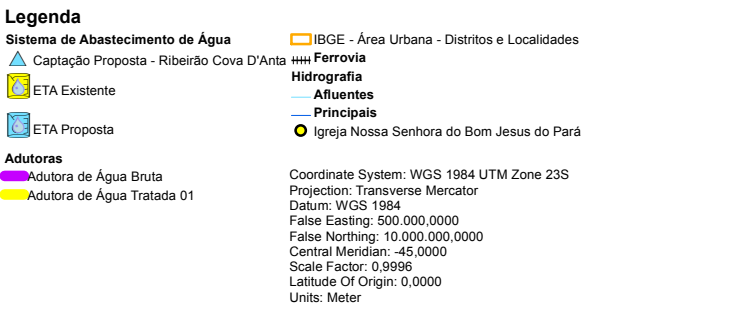 Legenda
Sistema de Abastecimento de Água
Captação Proposta - Ribeirão Cova D'Anta
ETA Existente
ETA Proposta
Adutoras
Adutora de Água Bruta
Adutora de Água Tratada 01
IBGE - Área Urbana - Distritos e Localidades
Ferrovia
Hidrografia
Afluentes
Principais
Igreja Nossa Senhora do Bom Jesus do Pará
Coordinate System: WGS 1984 UTM Zone 23S
Projection: Transverse Mercator
Datum: WGS 1984
False Easting: 500.000,0000
False Northing: 10.000.000,0000
Central Meridian: -45,0000
Scale Factor: 0,9996
Latitude Of Origin: 0,0000
Units: Meter